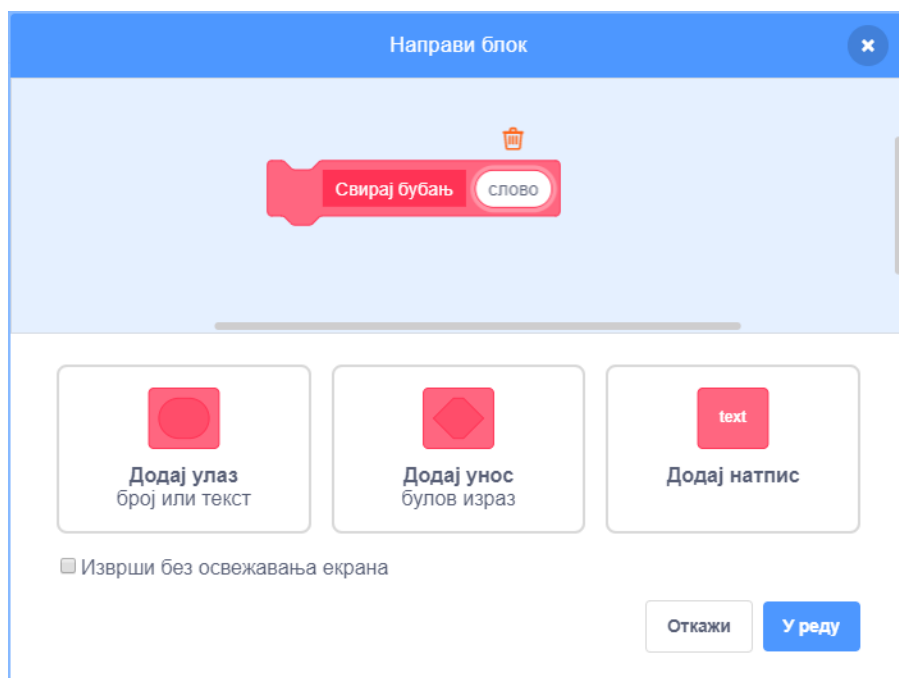 Направи блок
Свирај бубањ слово
text
Додај улаз
број или текст
Додај унос
булов израз
Додај натпис
Изврши без освежавања екрана
Откажи
У реду